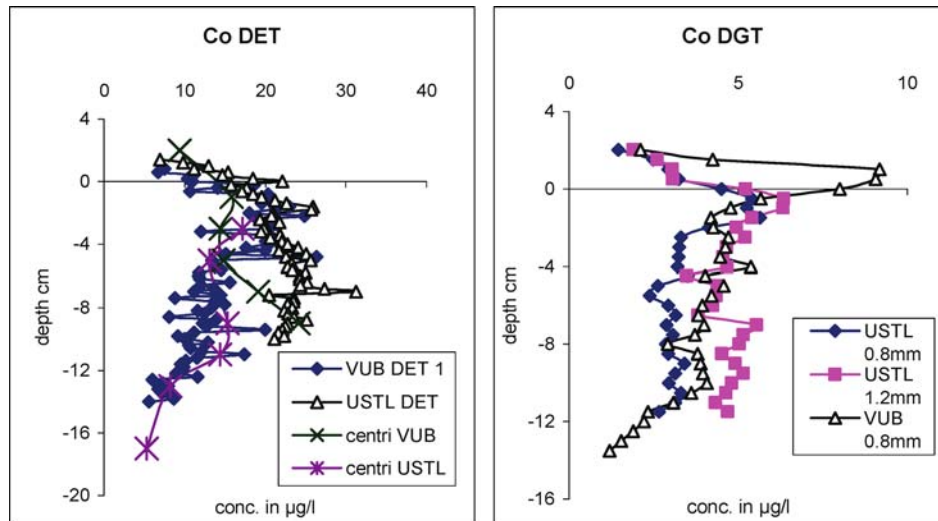 Co DET
0 10 20 30 40
4
0
-4
-8
-12
-16
-20
depth cm
conc. in µg/l
VUB DET 1
USTL DET
centri VUB
centri USTL
Co DGT
0 5 10
4
0
-4
-8
-12
-16
depth cm
conc. in µg/l
USTL
0.8mm
USTL
1.2mm
VUB
0.8mm